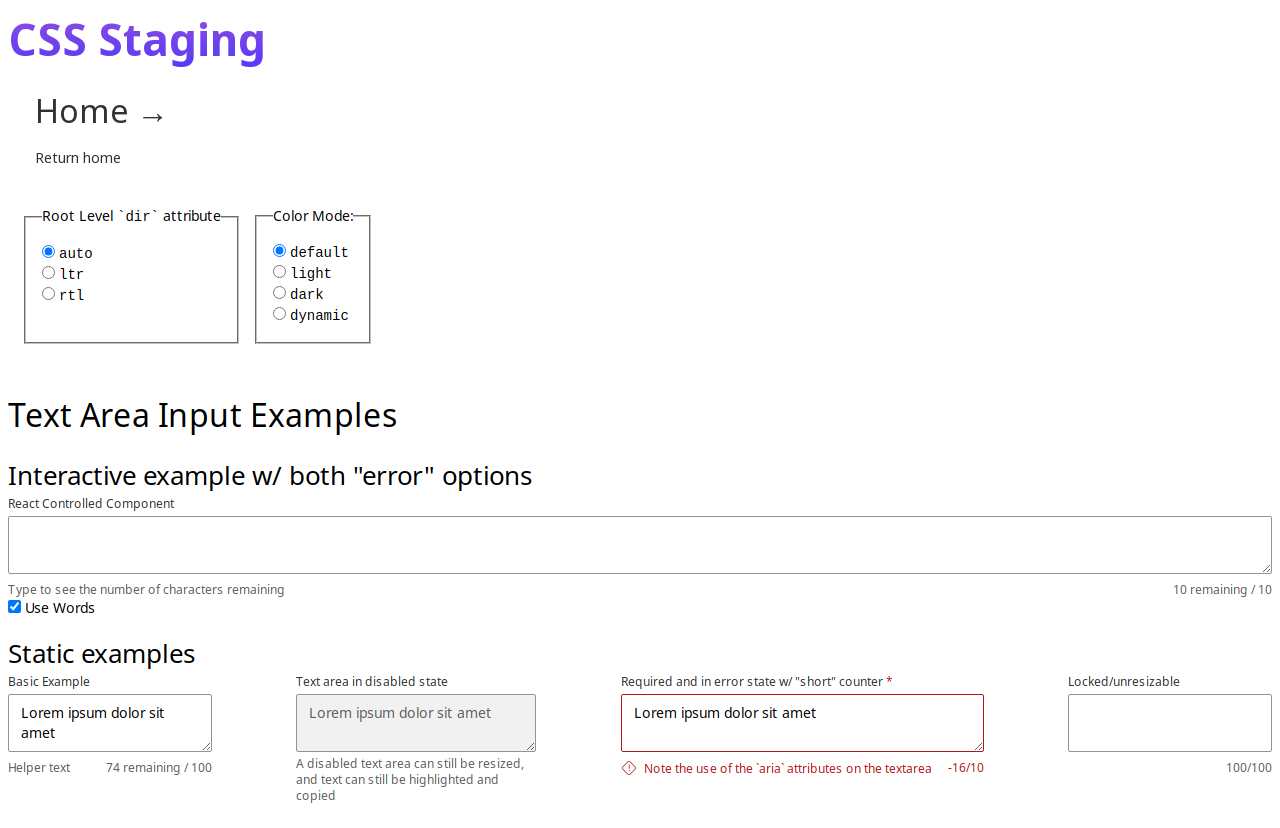 CSS Staging
Home →
Return home
Root Level `dir` attribute
auto
ltr
rtl
Color Mode:
default
light
dark
dynamic
Text Area Input Examples
Interactive example w/ both "error" options
React Controlled Component
Type to see the number of characters remaining
10 remaining / 10
Use Words
Static examples
Basic Example
Lorem ipsum dolor sit
amet
Helper text
74 remaining / 100
Text area in disabled state
Lorem ipsum dolor sit amet
A disabled text area can still be resized,
and text can still be highlighted and
copied
Required and in error state w/ "short" counter *
Lorem ipsum dolor sit amet
Note the use of the `aria` attributes on the textarea
-16/10
Locked/unresizable
100/100